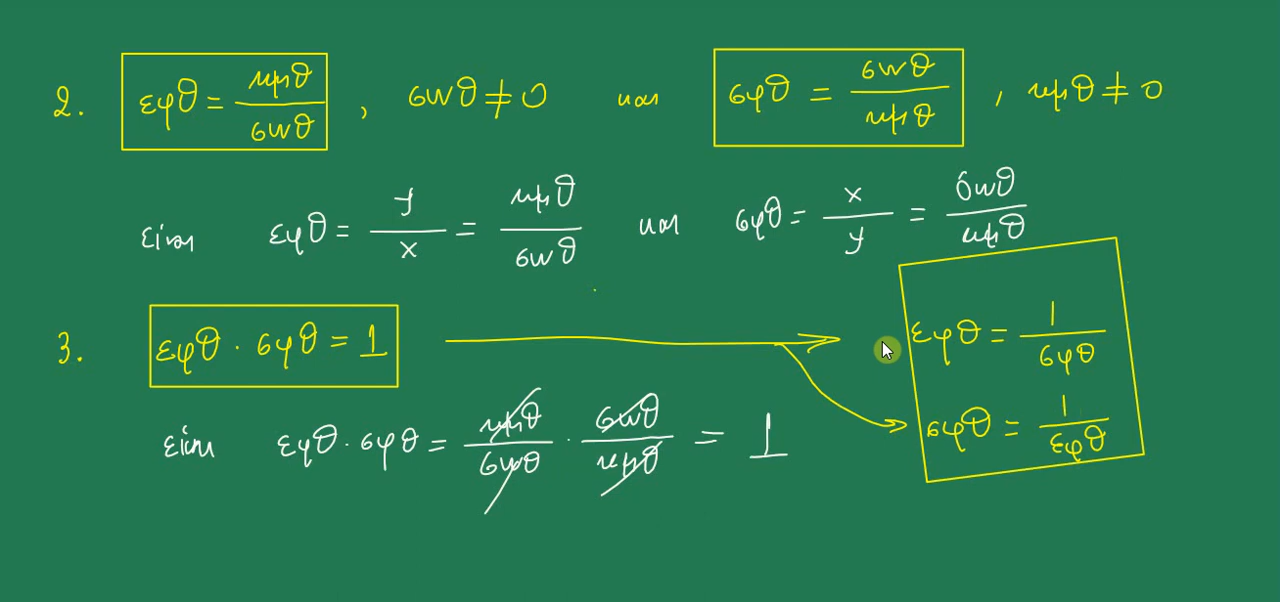 2. εφθ = ημθ/συνθ , συνθ ≠ 0 και σφθ = συνθ/ημθ , ημθ ≠ 0
είναι εφθ = y/x = ημθ/συνθ και σφθ = x/y = συνθ/ημθ
3. εφθ · σφθ = 1 → εφθ = 1/σφθ
σφθ = 1/εφθ
είναι εφθ · σφθ = ημθ/συνθ · συνθ/ημθ = 1